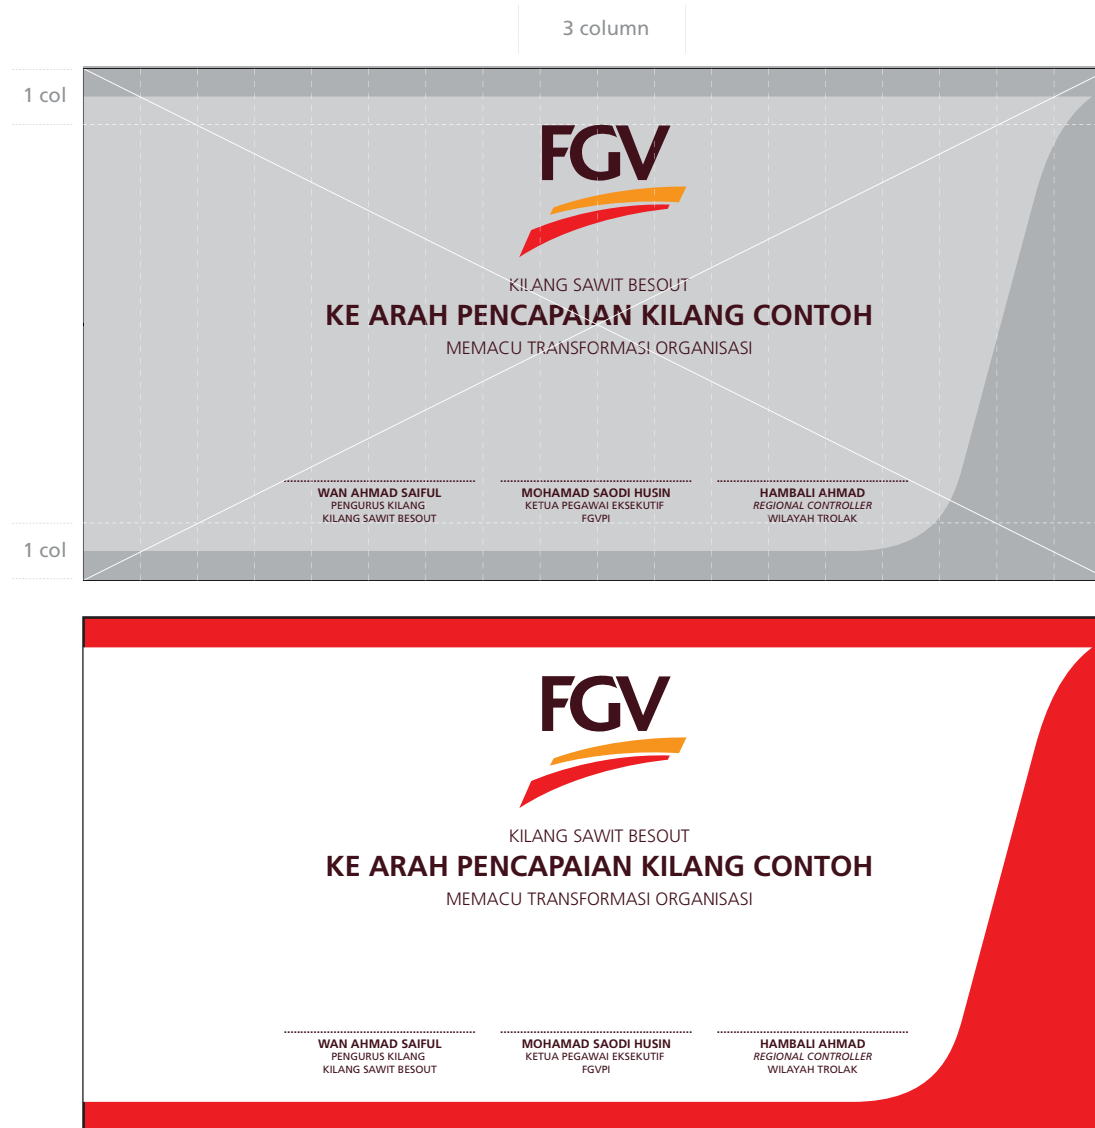 3 column
1 col
FGV
KILANG SAWIT BESOUT
KE ARAH PENCAPAIAN KILANG CONTOH
MEMACU TRANSFORMASI ORGANISASI
WAN AHMAD SAIFUL
PENGURUS KILANG
KILANG SAWIT BESOUT
MOHAMAD SAODI HUSIN
KETUA PEGAWAI EKSEKUTIF
FGVPI
HAMBALI AHMAD
REGIONAL CONTROLLER
WILAYAH TROLAK
1 col
FGV
KILANG SAWIT BESOUT
KE ARAH PENCAPAIAN KILANG CONTOH
MEMACU TRANSFORMASI ORGANISASI
WAN AHMAD SAIFUL
PENGURUS KILANG
KILANG SAWIT BESOUT
MOHAMAD SAODI HUSIN
KETUA PEGAWAI EKSEKUTIF
FGVPI
HAMBALI AHMAD
REGIONAL CONTROLLER
WILAYAH TROLAK